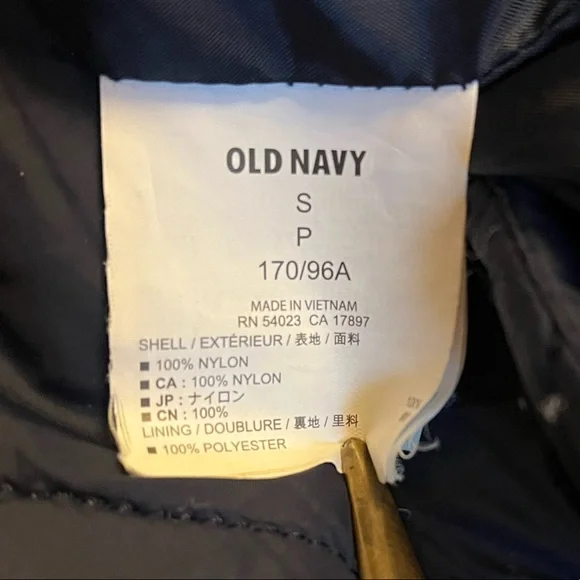 OLD NAVY
S
P
170/96A
MADE IN VIETNAM
RN 54023 CA 17897
SHELL / EXTÉRIEUR / 表地 / 面料
■ 100% NYLON
■ CA : 100% NYLON
■ JP : ナイロン
■ CN : 100%
LINING / DOUBLURE / 裏地 / 里料
■ 100% POLYESTER